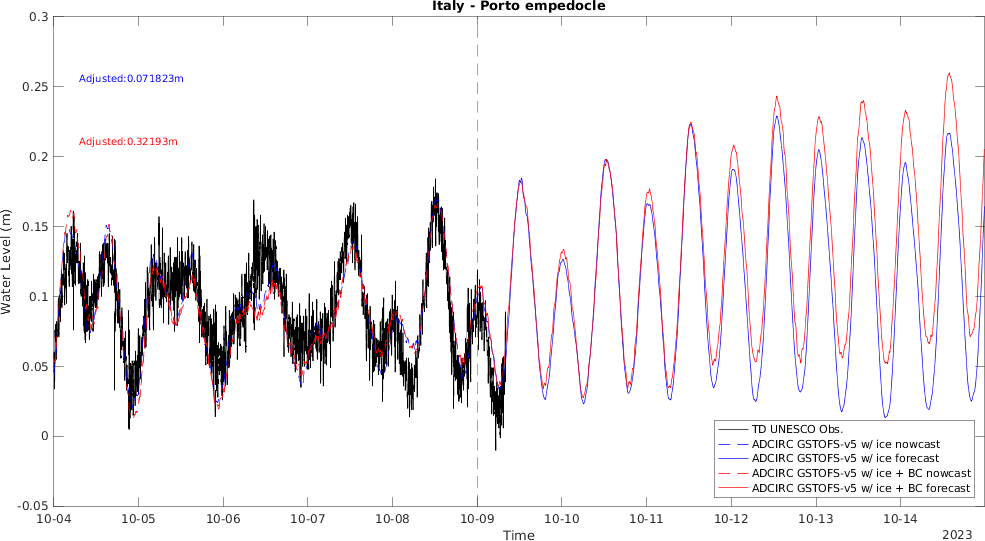 Italy - Porto empedocle
0.3
0.25
0.2
0.15
0.1
0.05
0
-0.05
Water Level (m)
Adjusted:0.071823m
Adjusted:0.32193m
TD UNESCO Obs.
ADCIRC GSTOFS-v5 w/ ice nowcast
ADCIRC GSTOFS-v5 w/ ice forecast
ADCIRC GSTOFS-v5 w/ ice + BC nowcast
ADCIRC GSTOFS-v5 w/ ice + BC forecast
10-04 10-05 10-06 10-07 10-08 10-09 10-10 10-11 10-12 10-13 10-14
Time
2023